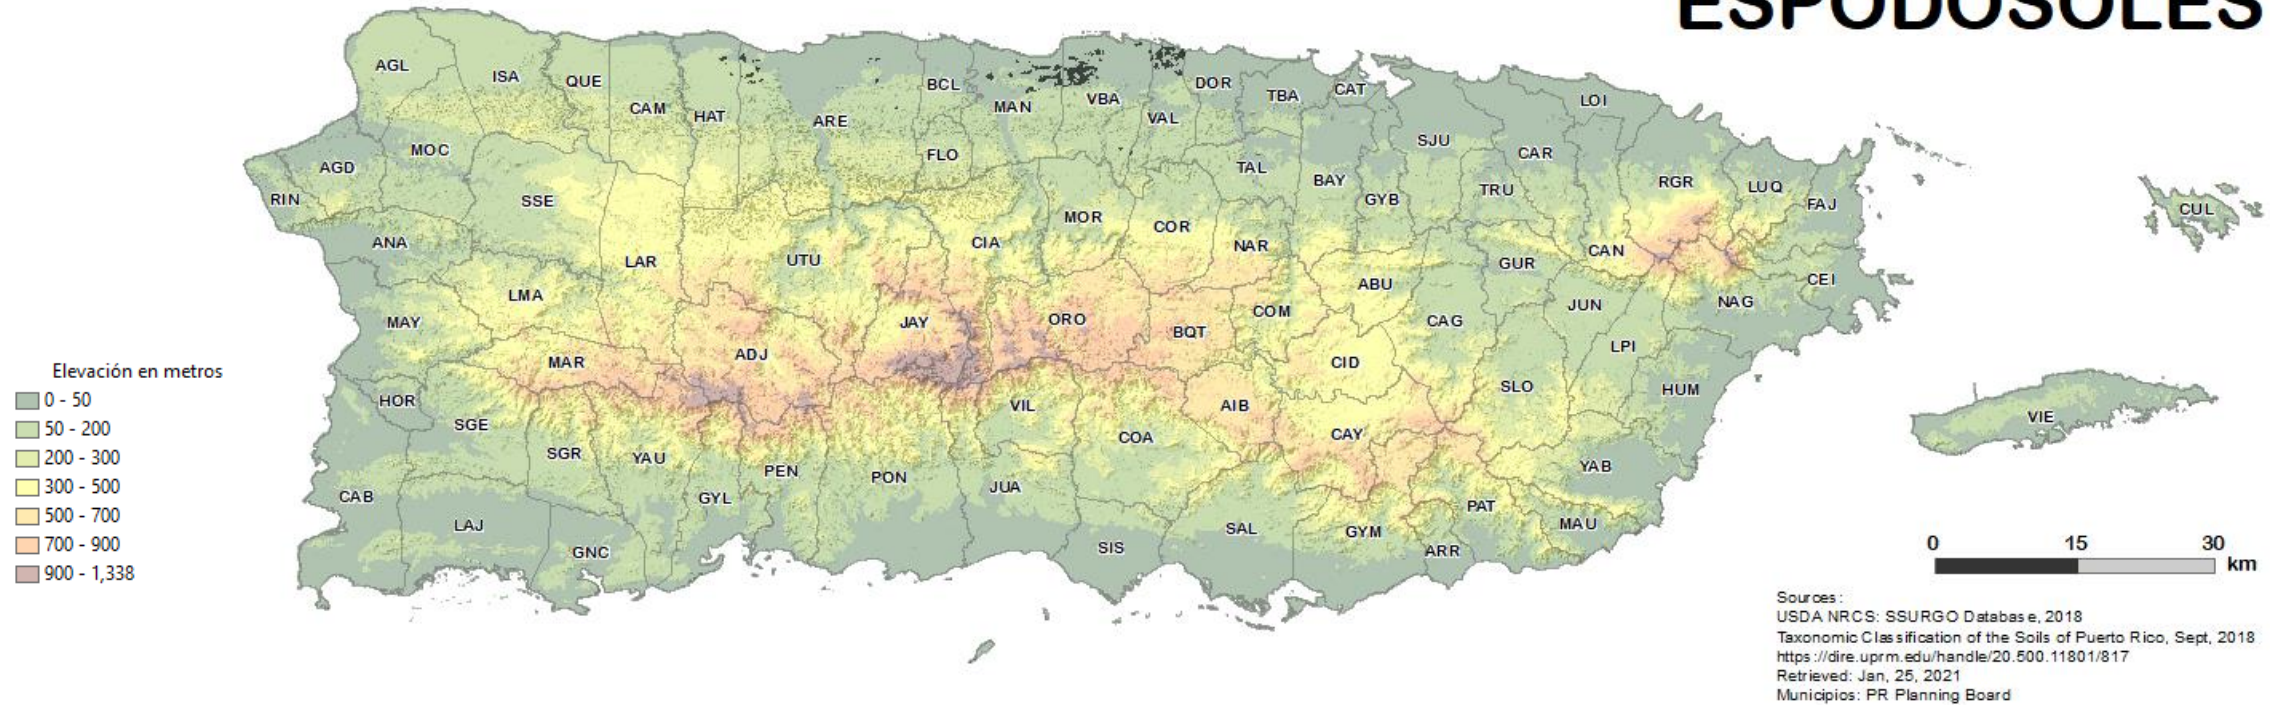 ESPODOSOLES
AGL
ISA
QUE
CAM
HAT
ARE
BCL
MAN
VBA
VAL
DOR
TBA
CAT
LOI
SJU
CAR
MOC
AGD
RIN
SSE
FLO
TAL
BAY
GYB
TRU
RGR
LUQ
FAJ
CUL
ANA
LAR
UTU
CIA
MOR
COR
NAR
ABU
GUR
CAN
CEI
NAG
LMA
MAY
JAY
ORO
BQT
COM
CAG
JUN
MAR
ADJ
CID
LPI
SLO
HUM
HOR
SGE
VIL
AIB
COA
CAY
VIE
SGR
YAU
PEN
PON
YAB
CAB
GYL
JUA
PAT
LAJ
GNC
SIS
SAL
GYM
ARR
MAU
Elevación en metros
0 - 50
50 - 200
200 - 300
300 - 500
500 - 700
700 - 900
900 - 1,338
0 15 30
km
Sources:
USDA NRCS: SSURGO Database, 2018
Taxonomic Classification of the Soils of Puerto Rico, Sept, 2018
https://dire.uprm.edu/handle/20.500.11801/817
Retrieved: Jan, 25, 2021
Municipios: PR Planning Board